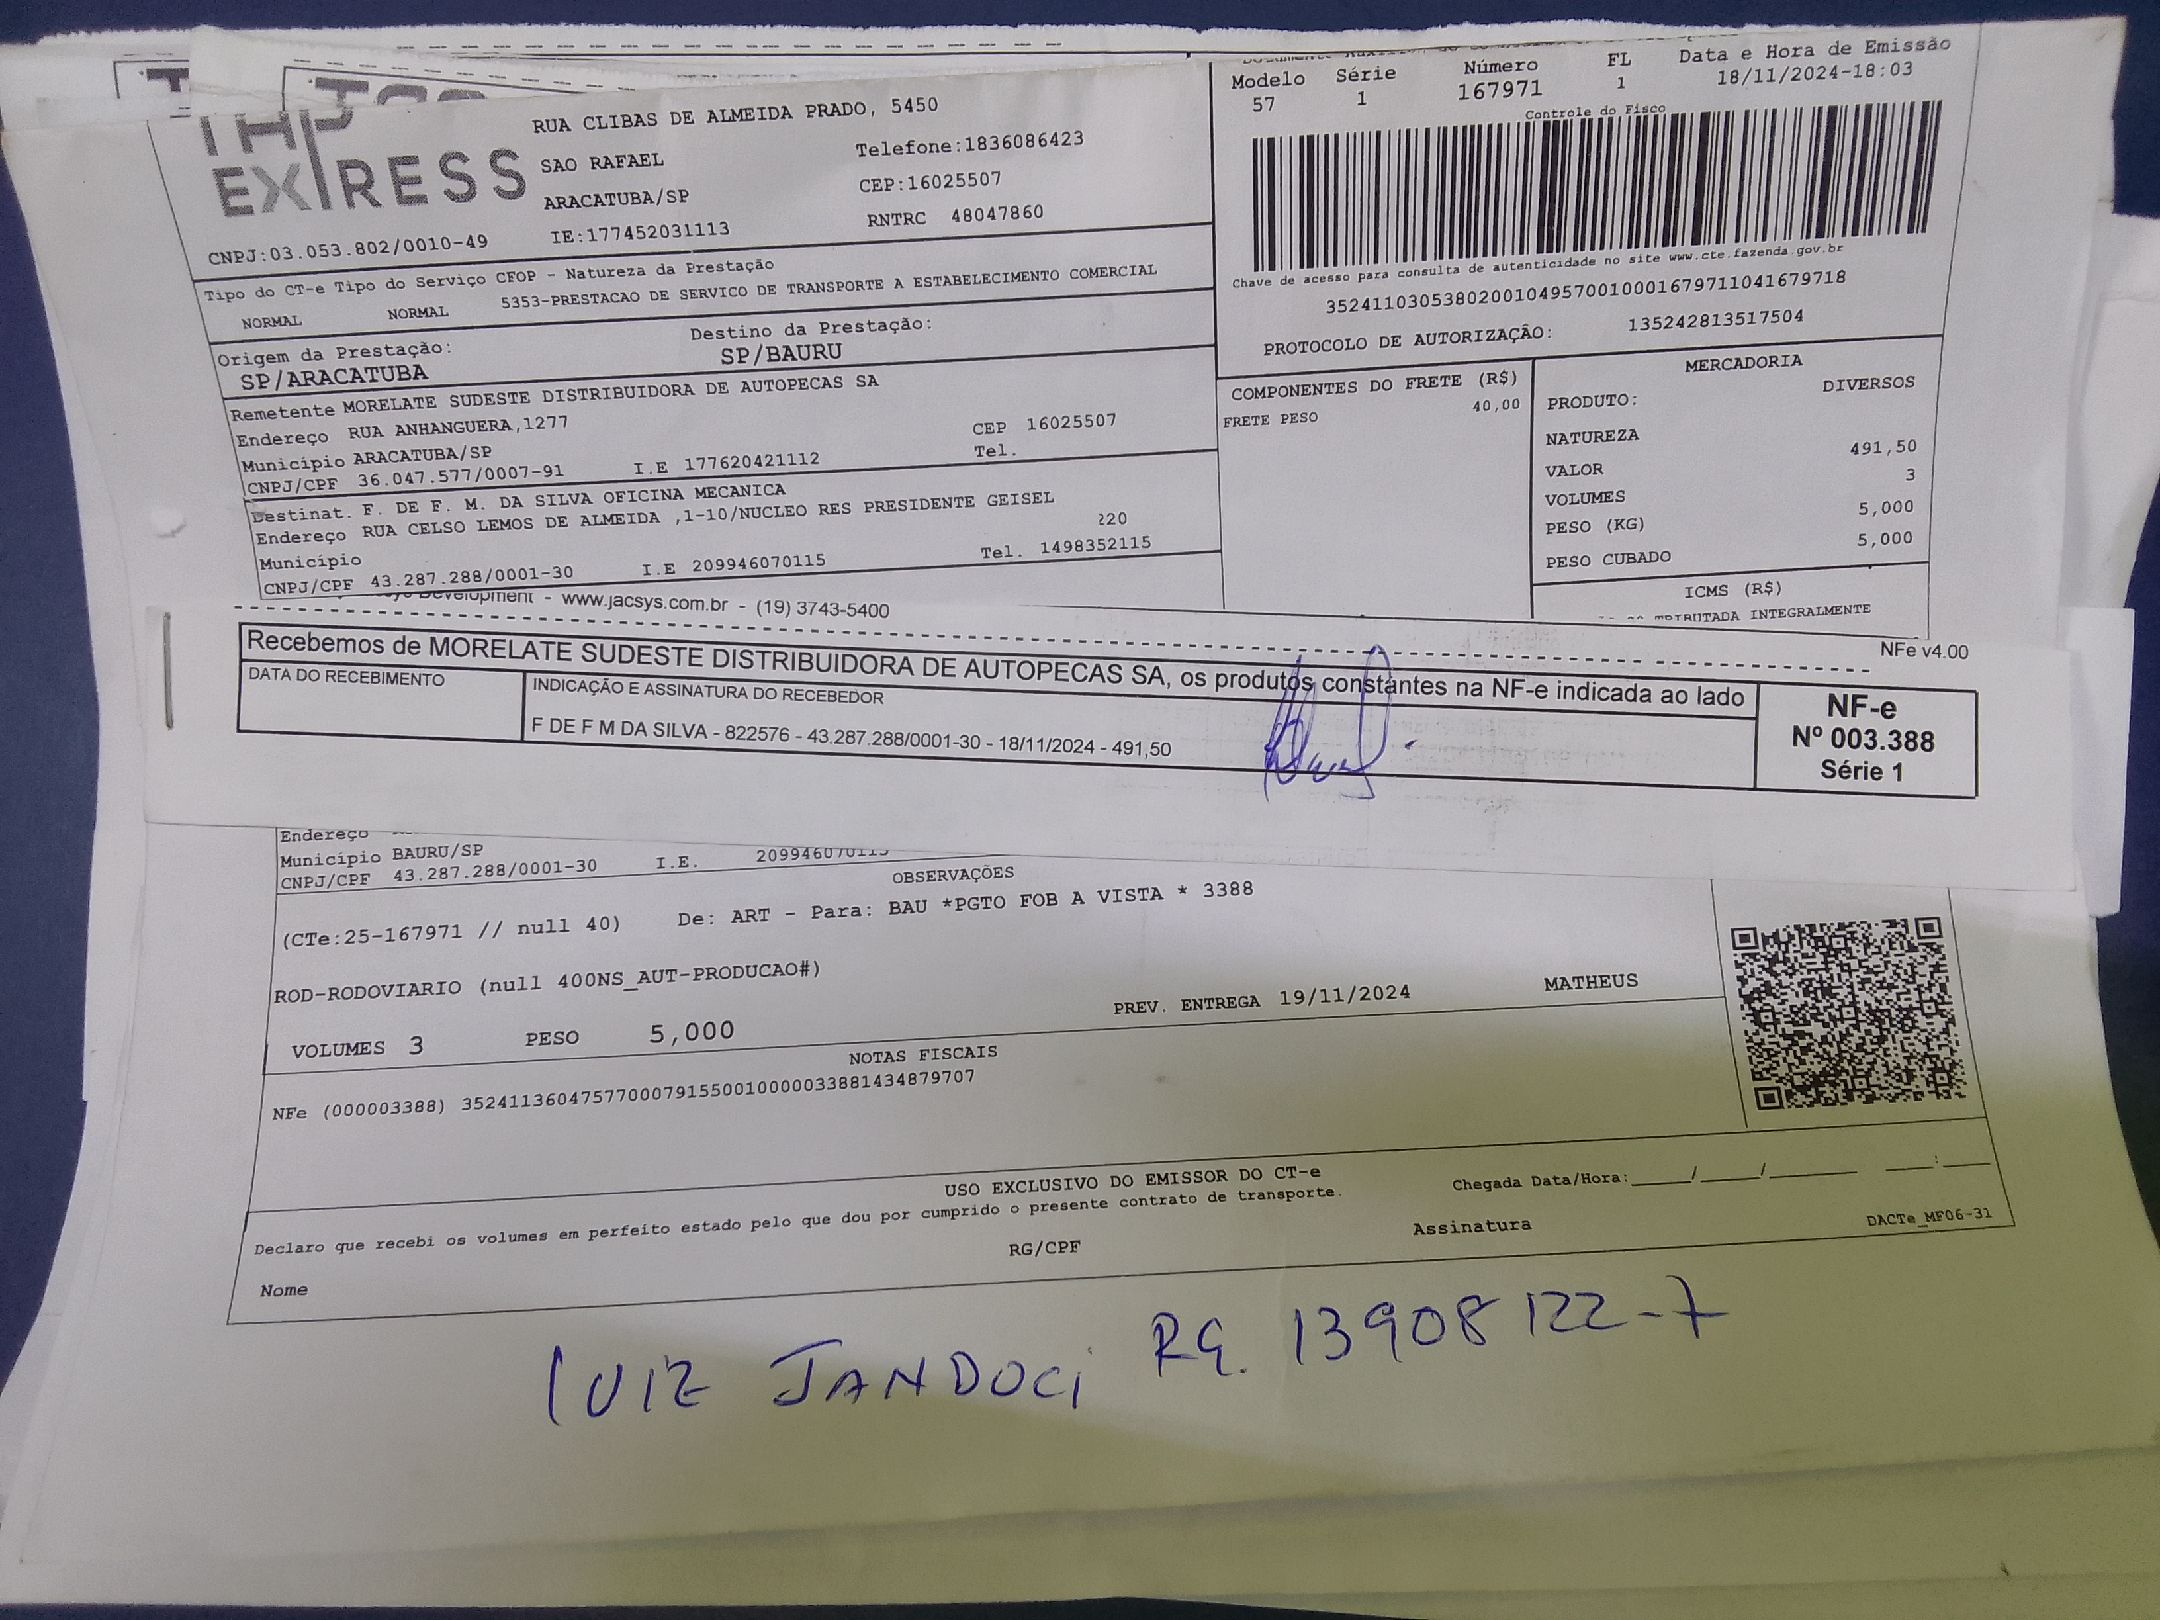 EXPRESS
RUA CLIBAS DE ALMEIDA PRADO, 5450
SAO RAFAEL
Telefone:1836086423
ARACATUBA/SP
CEP:16025507
CNPJ:03.053.802/0010-49
IE:177452031113
RNTRC 48047860
Modelo Série Número FL Data e Hora de Emissão
57 1 167971 1 18/11/2024-18:03
Controle do Fisco
Chave de acesso para consulta de autenticidade no site www.cte.fazenda.gov.br
35241103053802001049570010001679711041679718
PROTOCOLO DE AUTORIZAÇÃO: 135242813517504
Tipo do CT-e Tipo do Serviço CFOP - Natureza da Prestação
NORMAL NORMAL 5353-PRESTACAO DE SERVICO DE TRANSPORTE A ESTABELECIMENTO COMERCIAL
Origem da Prestação: Destino da Prestação:
SP/ARACATUBA SP/BAURU
Remetente MORELATE SUDESTE DISTRIBUIDORA DE AUTOPECAS SA
Endereço RUA ANHANGUERA,1277 CEP 16025507
Município ARACATUBA/SP Tel.
CNPJ/CPF 36.047.577/0007-91 I.E 177620421112
Destinat. F. DE F. M. DA SILVA OFICINA MECANICA
Endereço RUA CELSO LEMOS DE ALMEIDA ,1-10/NUCLEO RES PRESIDENTE GEISEL
Município 220
CNPJ/CPF 43.287.288/0001-30 I.E 209946070115 Tel. 1498352115
COMPONENTES DO FRETE (R$)
FRETE PESO 40,00
MERCADORIA
PRODUTO: DIVERSOS
NATUREZA
VALOR 491,50
VOLUMES 3
PESO (KG) 5,000
PESO CUBADO 5,000
ICMS (R$)
TRIBUTADA INTEGRALMENTE
Development - www.jacsys.com.br - (19) 3743-5400
NFe v4.00
Recebemos de MORELATE SUDESTE DISTRIBUIDORA DE AUTOPECAS SA, os produtos constantes na NF-e indicada ao lado
DATA DO RECEBIMENTO
INDICAÇÃO E ASSINATURA DO RECEBEDOR
F DE F M DA SILVA - 822576 - 43.287.288/0001-30 - 18/11/2024 - 491,50
NF-e
Nº 003.388
Série 1
Endereço
Município BAURU/SP
CNPJ/CPF 43.287.288/0001-30 I.E. 209946070115
OBSERVAÇÕES
(CTe:25-167971 // null 40) De: ART - Para: BAU *PGTO FOB A VISTA * 3388
ROD-RODOVIARIO (null 400NS_AUT-PRODUCAO#)
VOLUMES 3 PESO 5,000 PREV. ENTREGA 19/11/2024 MATHEUS
NOTAS FISCAIS
NFe (000003388) 35241136047577000791550010000033881434879707
USO EXCLUSIVO DO EMISSOR DO CT-e
Declaro que recebi os volumes em perfeito estado pelo que dou por cumprido o presente contrato de transporte.
Chegada Data/Hora:_____/_____/________ ____:____
Nome RG/CPF Assinatura DACTe_MF06-31
LUIZ JANDOCI RG. 13908122-7